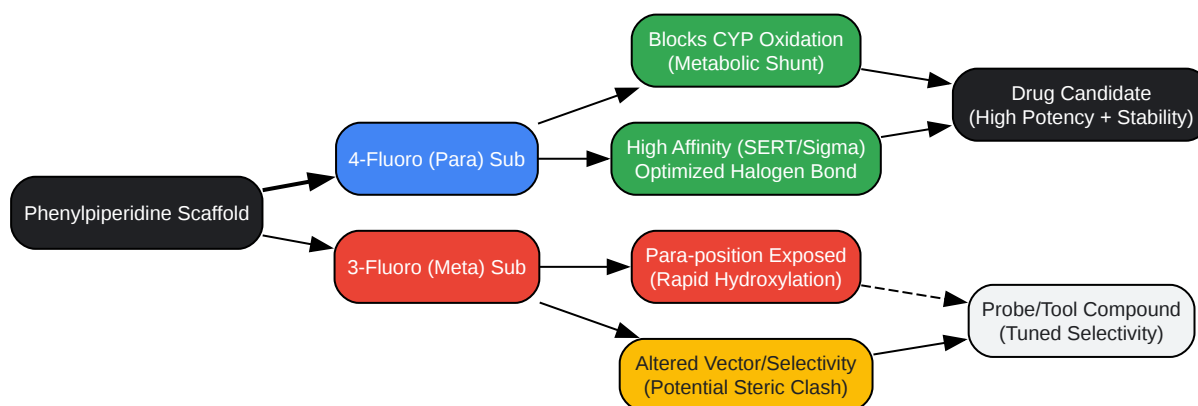 Phenylpiperidine Scaffold
4-Fluoro (Para) Sub
3-Fluoro (Meta) Sub
Blocks CYP Oxidation
(Metabolic Shunt)
High Affinity (SERT/Sigma)
Optimized Halogen Bond
Para-position Exposed
(Rapid Hydroxylation)
Altered Vector/Selectivity
(Potential Steric Clash)
Drug Candidate
(High Potency + Stability)
Probe/Tool Compound
(Tuned Selectivity)